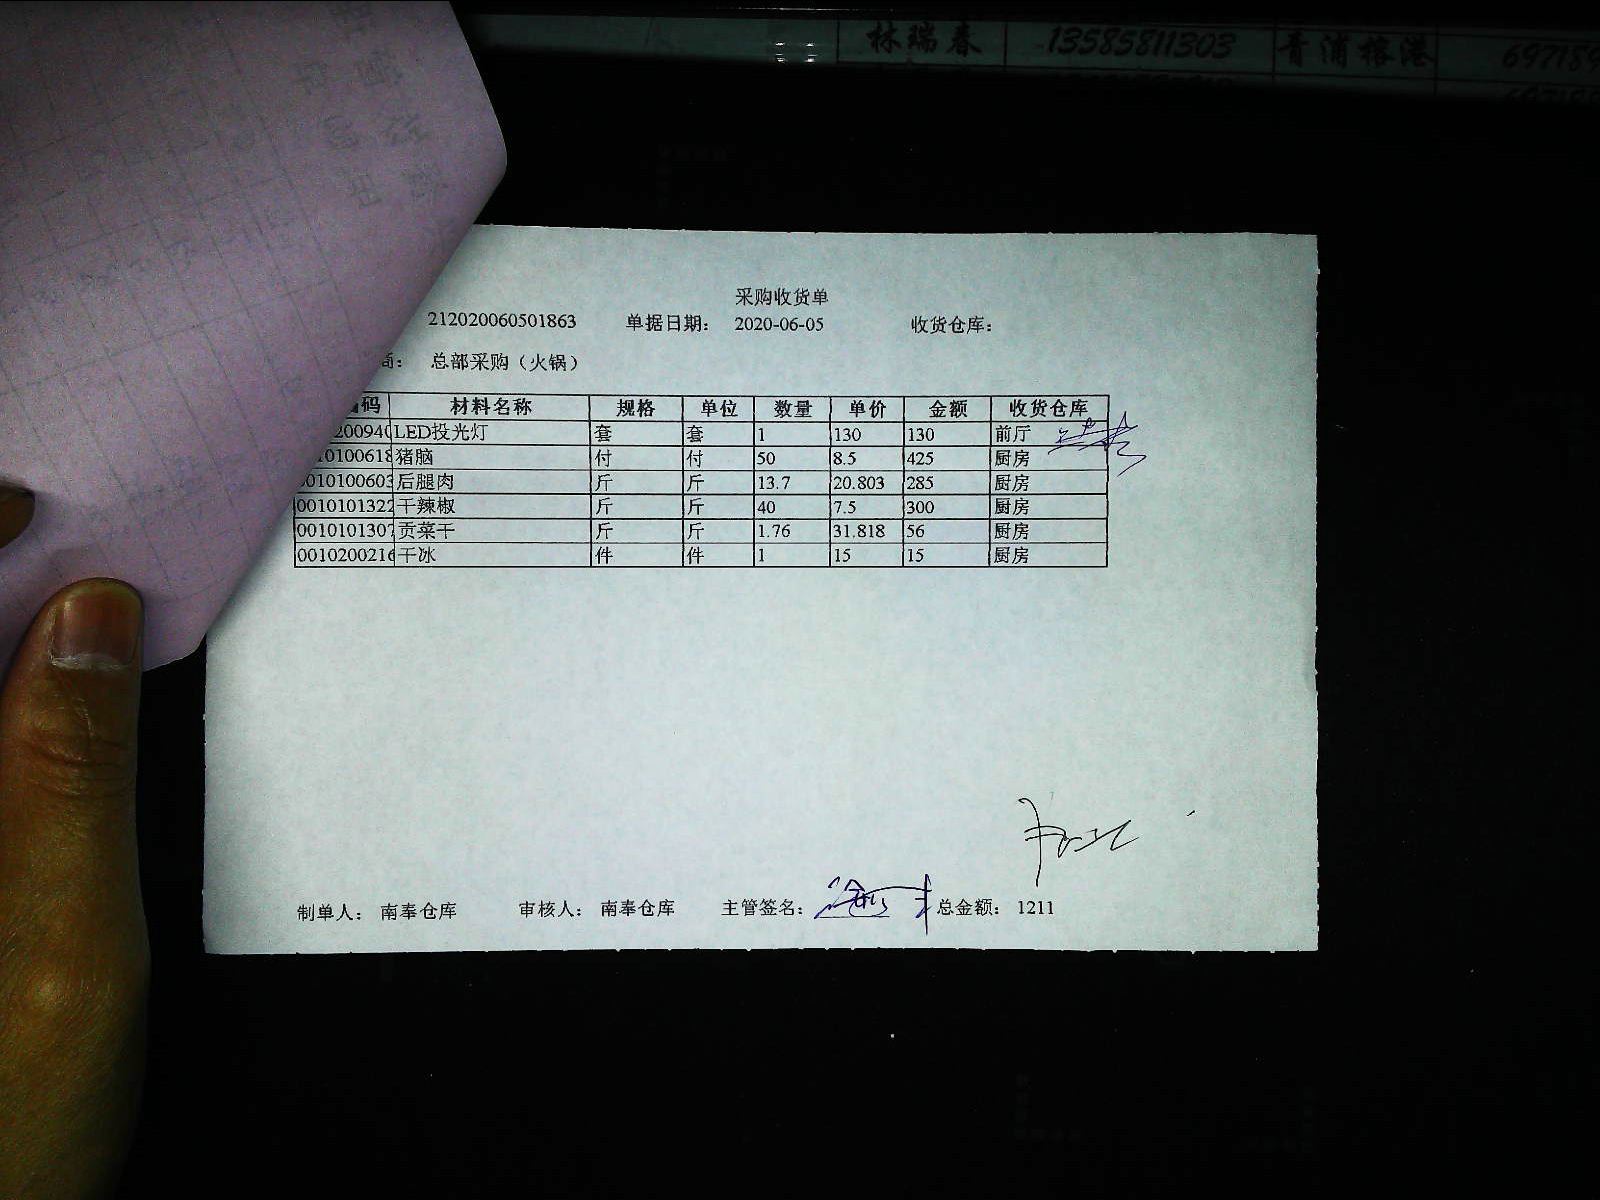 林瑞春 13585811303 青浦榕港 697189
采购收货单
212020060501863 单据日期: 2020-06-05 收货仓库:
商: 总部采购（火锅）
编码 材料名称 规格 单位 数量 单价 金额 收货仓库
200940 LED投光灯 套 套 1 130 130 前厅
010100618 猪脑 付 付 50 8.5 425 厨房
0010100603 后腿肉 斤 斤 13.7 20.803 285 厨房
0010101322 干辣椒 斤 斤 40 7.5 300 厨房
0010101307 贡菜干 斤 斤 1.76 31.818 56 厨房
0010200216 干冰 件 件 1 15 15 厨房
制单人: 南奉仓库 审核人: 南奉仓库 主管签名: 总金额: 1211